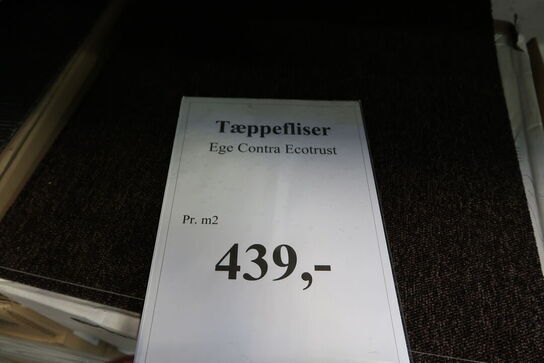 Tæppefliser
Ege Contra Ecotrust
Pr. m2
439,-